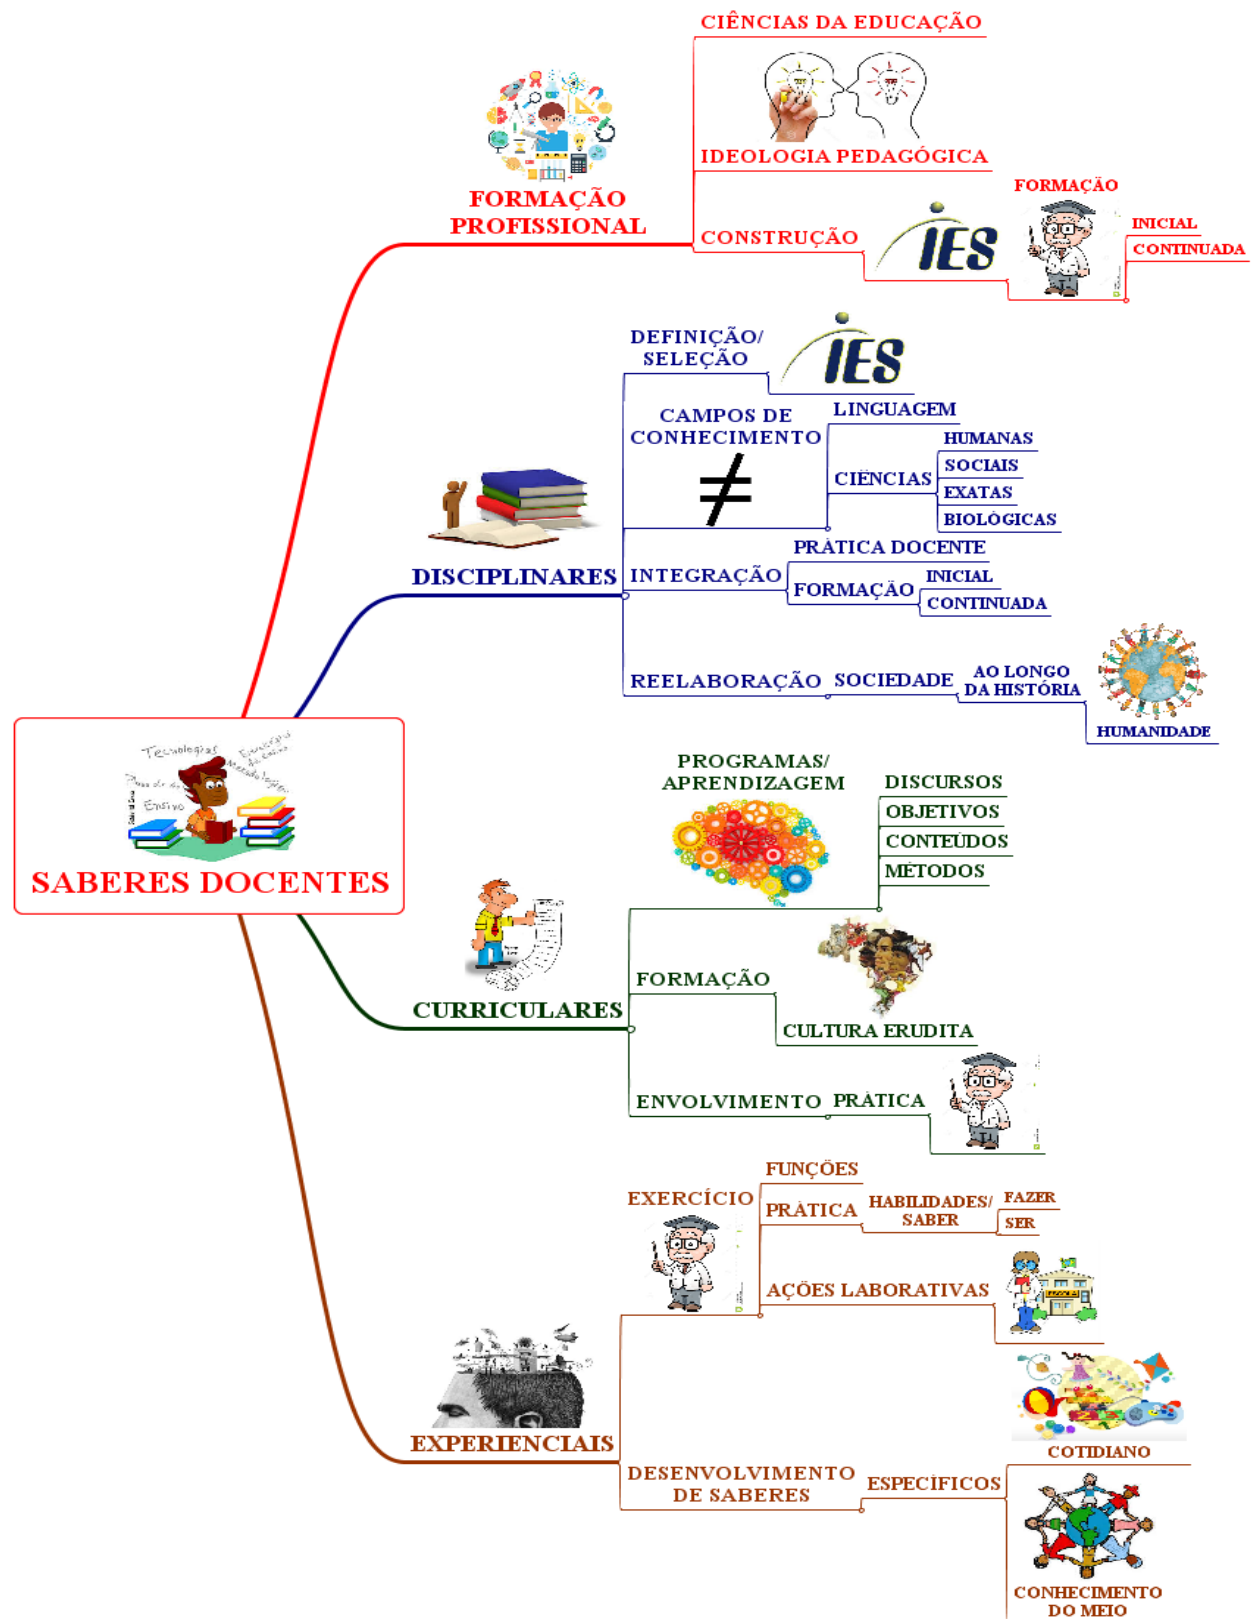 CIÊNCIAS DA EDUCAÇÃO
IDEOLOGIA PEDAGÓGICA
FORMAÇÃO
PROFISSIONAL
CONSTRUÇÃO
IES
FORMAÇÃO
INICIAL
CONTINUADA
DEFINIÇÃO/
SELEÇÃO
IES
CAMPOS DE
CONHECIMENTO
≠
LINGUAGEM
CIÊNCIAS
HUMANAS
SOCIAIS
EXATAS
BIOLÓGICAS
DISCIPLINARES
INTEGRAÇÃO
PRÁTICA DOCENTE
FORMAÇÃO
INICIAL
CONTINUADA
REELABORAÇÃO
SOCIEDADE
AO LONGO
DA HISTÓRIA
HUMANIDADE
Tecnologias
Ensino
SABERES DOCENTES
PROGRAMAS/
APRENDIZAGEM
DISCURSOS
OBJETIVOS
CONTEÚDOS
MÉTODOS
CURRICULARES
FORMAÇÃO
CULTURA ERUDITA
ENVOLVIMENTO
PRÁTICA
EXERCÍCIO
FUNÇÕES
PRÁTICA
HABILIDADES/
SABER
FAZER
SER
AÇÕES LABORATIVAS
ESCOLA
EXPERIENCIAIS
DESENVOLVIMENTO
DE SABERES
ESPECÍFICOS
COTIDIANO
CONHECIMENTO
DO MEIO